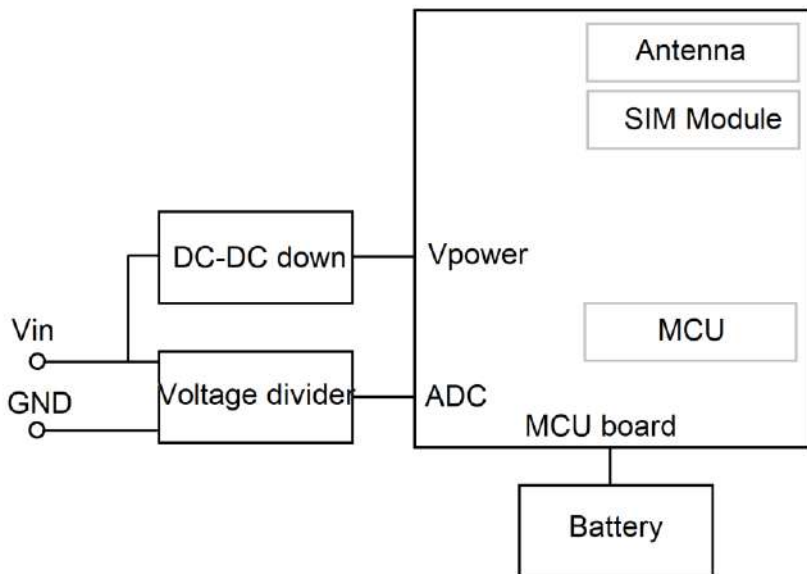 Antenna
SIM Module
DC-DC down
Vpower
Vin
MCU
GND
Voltage divider
ADC
MCU board
Battery